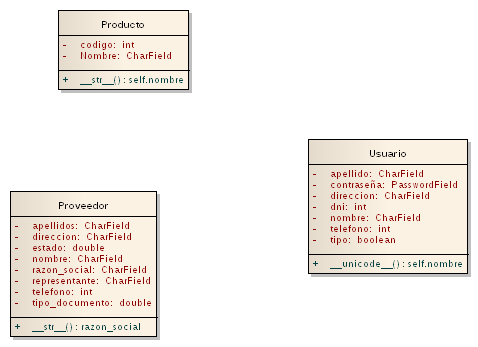 Producto
- codigo: int
- Nombre: CharField
+ __str__() : self.nombre
Usuario
- apellido: CharField
- contraseña: PasswordField
- direccion: CharField
- dni: int
- nombre: CharField
- telefono: int
- tipo: boolean
+ __unicode__() : self.nombre
Proveedor
- apellidos: CharField
- direccion: CharField
- estado: double
- nombre: CharField
- razon_social: CharField
- representante: CharField
- telefono: int
- tipo_documento: double
+ __str__() : razon_social